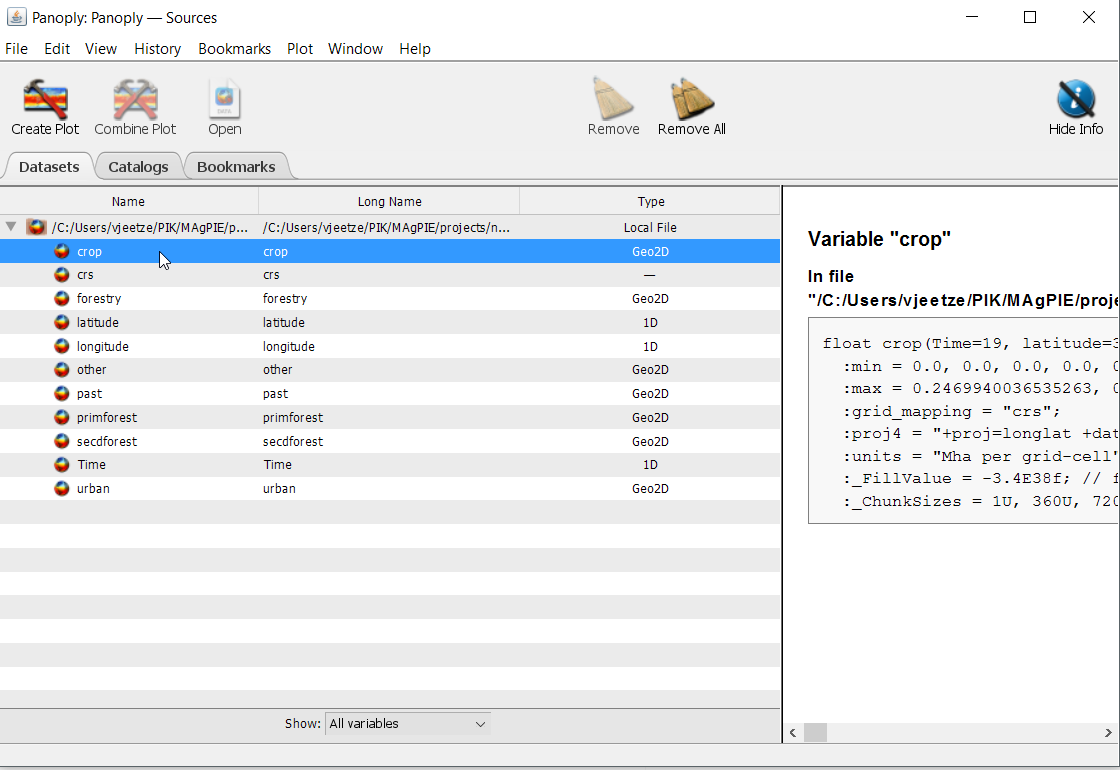 Panoply: Panoply — Sources
File Edit View History Bookmarks Plot Window Help
Create Plot Combine Plot Open Remove Remove All Hide Info
Datasets Catalogs Bookmarks
Name Long Name Type
/C:/Users/vjeetze/PIK/MAgPIE/p... /C:/Users/vjeetze/PIK/MAgPIE/projects/n... Local File
crop crop Geo2D
crs crs —
forestry forestry Geo2D
latitude latitude 1D
longitude longitude 1D
other other Geo2D
past past Geo2D
primforest primforest Geo2D
secdforest secdforest Geo2D
Time Time 1D
urban urban Geo2D
Show: All variables
Variable "crop"
In file
"/C:/Users/vjeetze/PIK/MAgPIE/proje
float crop(Time=19, latitude=3
:min = 0.0, 0.0, 0.0, 0.0, 0
:max = 0.2469940036535263, 0
:grid_mapping = "crs";
:proj4 = "+proj=longlat +dat
:units = "Mha per grid-cell"
:_FillValue = -3.4E38f; // f
:_ChunkSizes = 1U, 360U, 720